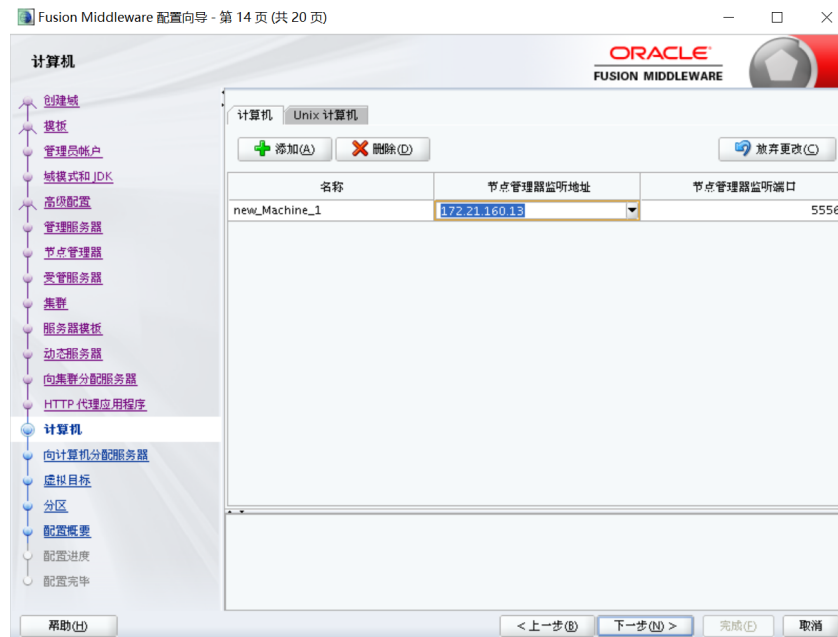 Fusion Middleware 配置向导 - 第 14 页 (共 20 页)
计算机
ORACLE
FUSION MIDDLEWARE
创建域
模板
管理员帐户
域模式和 JDK
高级配置
管理服务器
节点管理器
受管服务器
集群
服务器模板
动态服务器
向集群分配服务器
HTTP 代理应用程序
计算机
向计算机分配服务器
虚拟目标
分区
配置概要
配置进度
配置完毕
计算机 Unix 计算机
添加(A) 删除(D) 放弃更改(C)
名称 节点管理器监听地址 节点管理器监听端口
new_Machine_1 172.21.160.13 5556
帮助(H) < 上一步(B) 下一步(N) > 完成(F) 取消